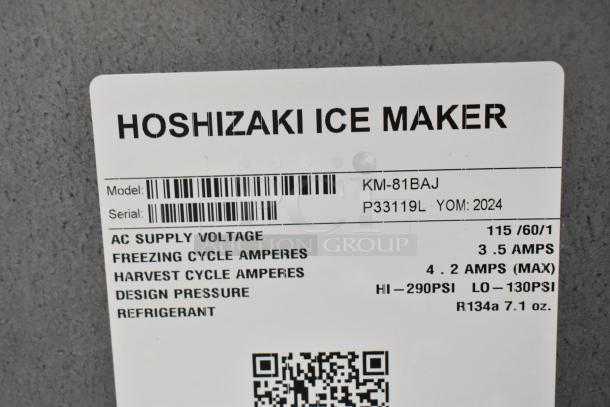 HOSHIZAKI ICE MAKER
Model: KM-81BAJ
Serial: P33119L YOM: 2024
AC SUPPLY VOLTAGE 115 /60/1
FREEZING CYCLE AMPERES 3 .5 AMPS
HARVEST CYCLE AMPERES 4 . 2 AMPS (MAX)
DESIGN PRESSURE HI-290PSI LO-130PSI
REFRIGERANT R134a 7.1 oz.
AUCTION GROUP